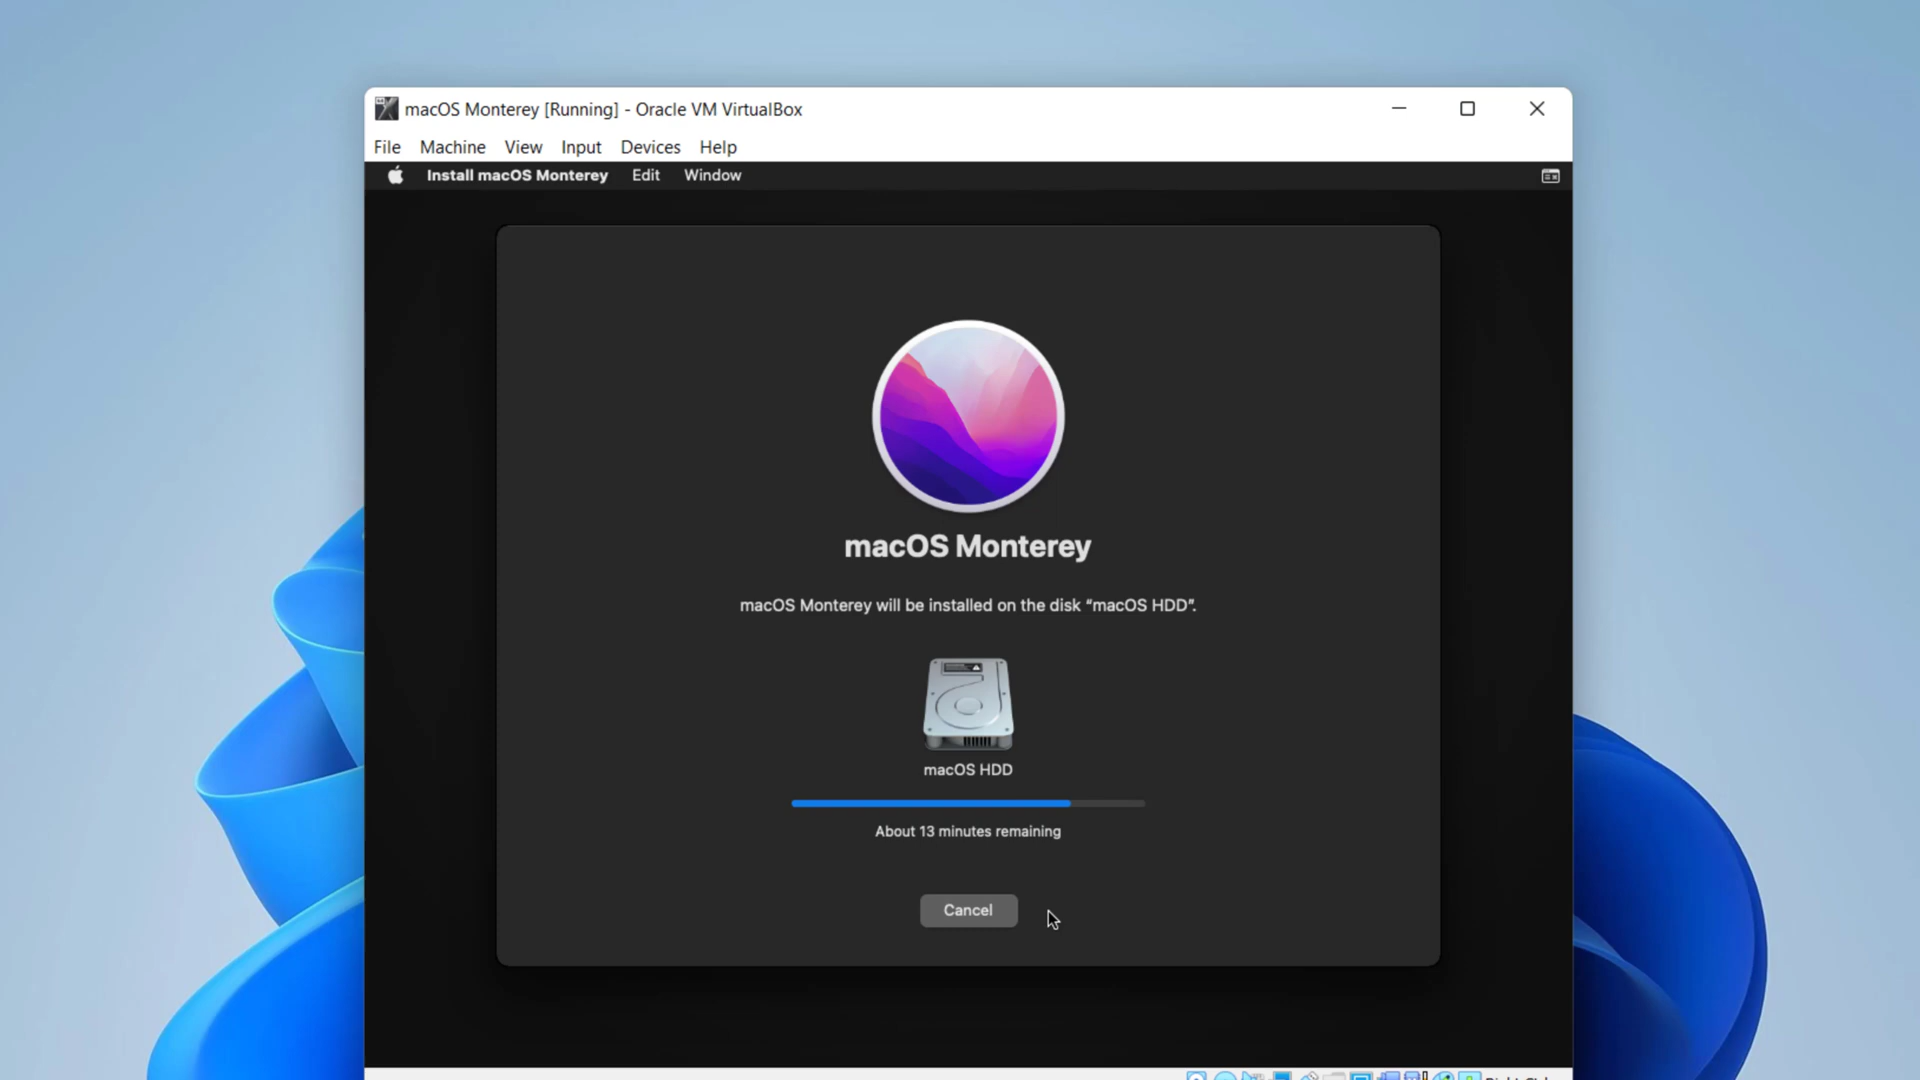 macOS Monterey [Running] - Oracle VM VirtualBox
File Machine View Input Devices Help
Install macOS Monterey Edit Window
macOS Monterey
macOS Monterey will be installed on the disk “macOS HDD”.
macOS HDD
About 13 minutes remaining
Cancel